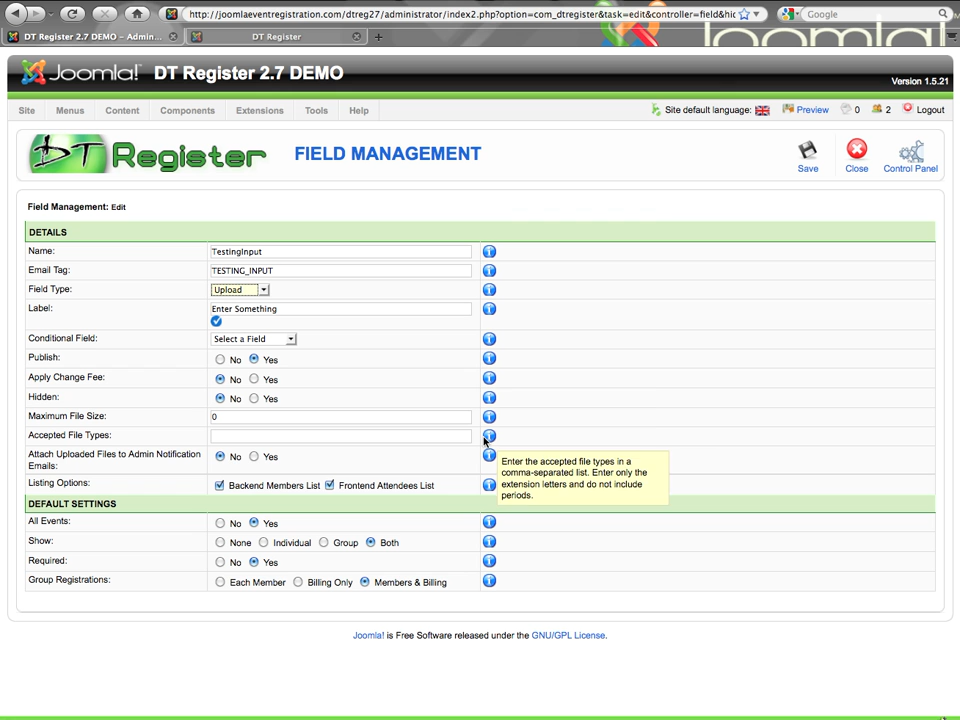 http://joomlaeventregistration.com/dtreg27/administrator/index2.php?option=com_dtregister&task=edit&controller=field&hid
Google
DT Register 2.7 DEMO – Admin...
DT Register
Joomla!
Joomla! DT Register 2.7 DEMO
Version 1.5.21
Site Menus Content Components Extensions Tools Help
Site default language: Preview 0 2 Logout
DT Register FIELD MANAGEMENT
Save Close Control Panel
Field Management: Edit
DETAILS
Name: TestingInput
Email Tag: TESTING_INPUT
Field Type: Upload
Label: Enter Something
Conditional Field: Select a Field
Publish: No Yes
Apply Change Fee: No Yes
Hidden: No Yes
Maximum File Size: 0
Accepted File Types:
Attach Uploaded Files to Admin Notification
Emails:
No Yes
Enter the accepted file types in a
comma-separated list. Enter only the
extension letters and do not include
periods.
Listing Options: Backend Members List Frontend Attendees List
DEFAULT SETTINGS
All Events: No Yes
Show: None Individual Group Both
Required: No Yes
Group Registrations: Each Member Billing Only Members & Billing
Joomla! is Free Software released under the GNU/GPL License.